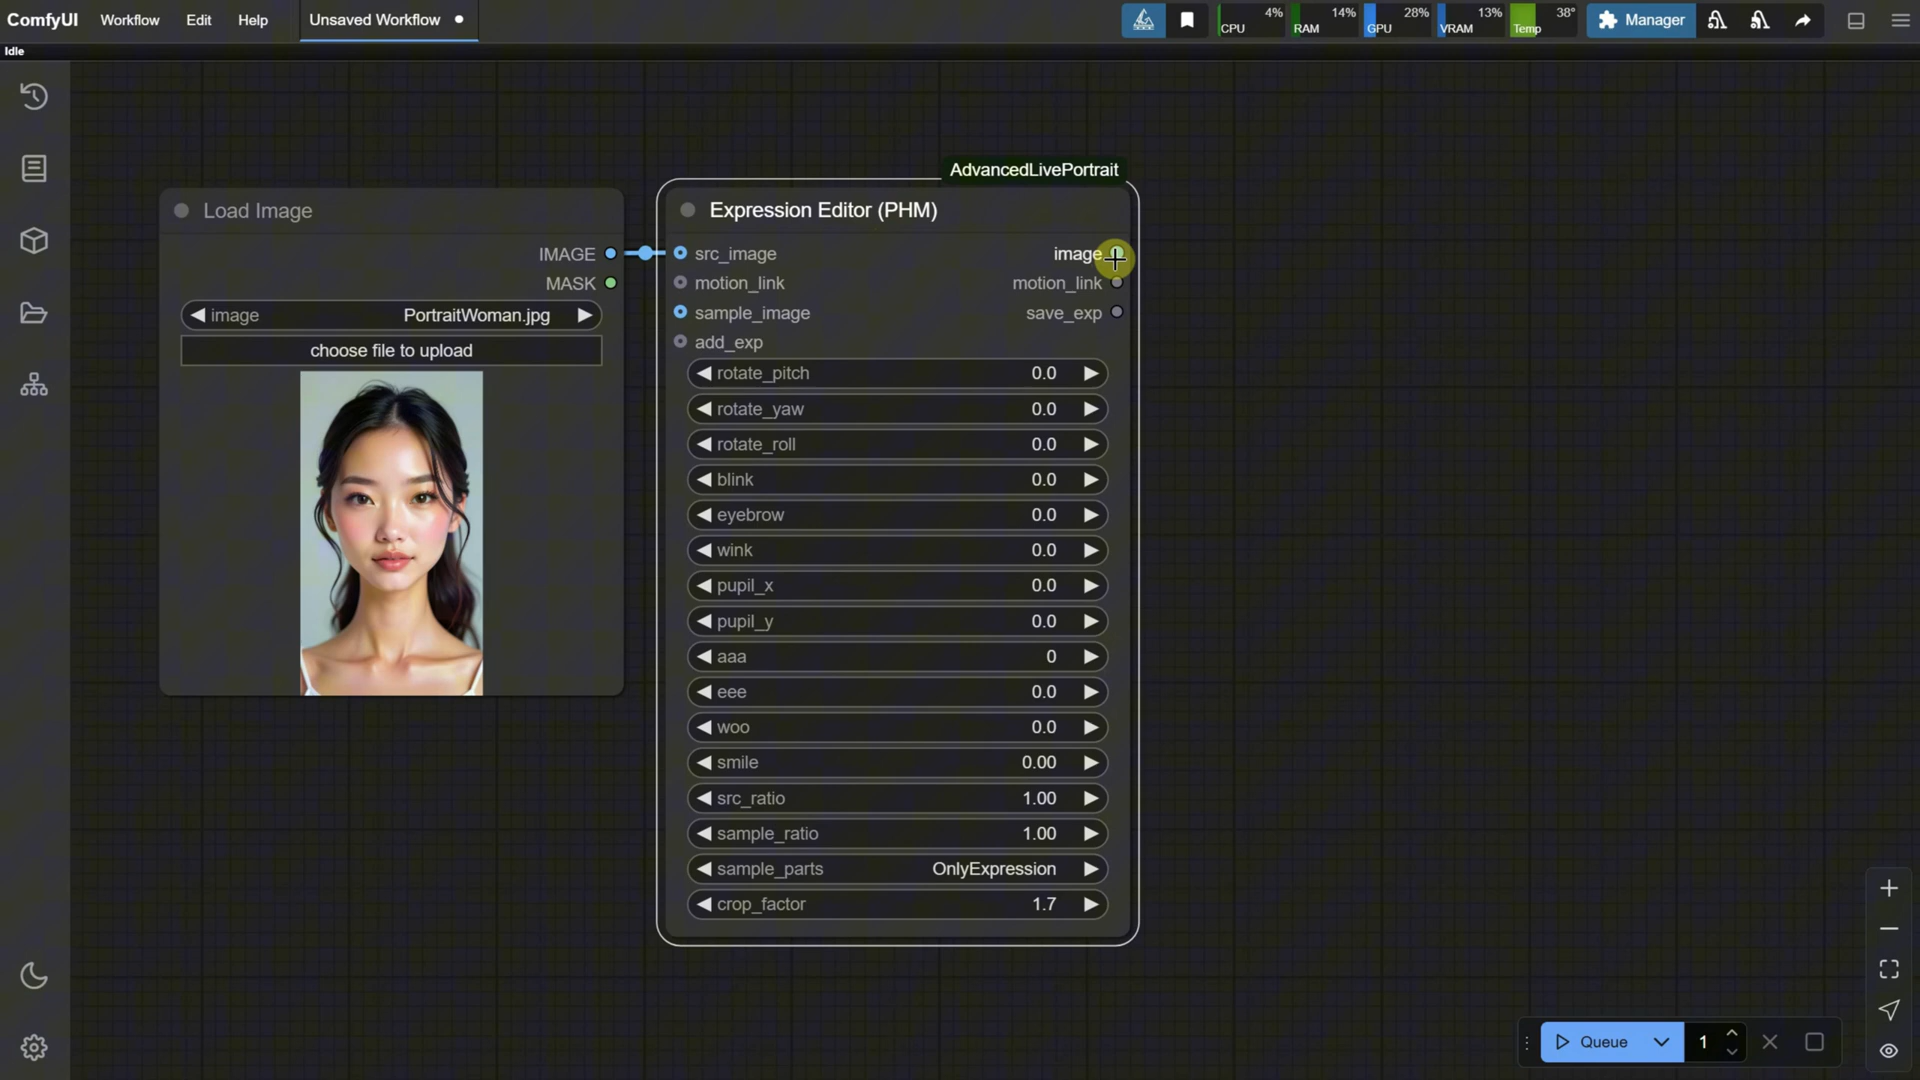 ComfyUI Workflow Edit Help Unsaved Workflow
CPU 4% RAM 14% GPU 28% VRAM 13% Temp 38° Manager
Idle
AdvancedLivePortrait
Load Image
IMAGE
MASK
image PortraitWoman.jpg
choose file to upload
Expression Editor (PHM)
src_image image
motion_link motion_link
sample_image save_exp
add_exp
rotate_pitch 0.0
rotate_yaw 0.0
rotate_roll 0.0
blink 0.0
eyebrow 0.0
wink 0.0
pupil_x 0.0
pupil_y 0.0
aaa 0
eee 0.0
woo 0.0
smile 0.00
src_ratio 1.00
sample_ratio 1.00
sample_parts OnlyExpression
crop_factor 1.7
Queue 1